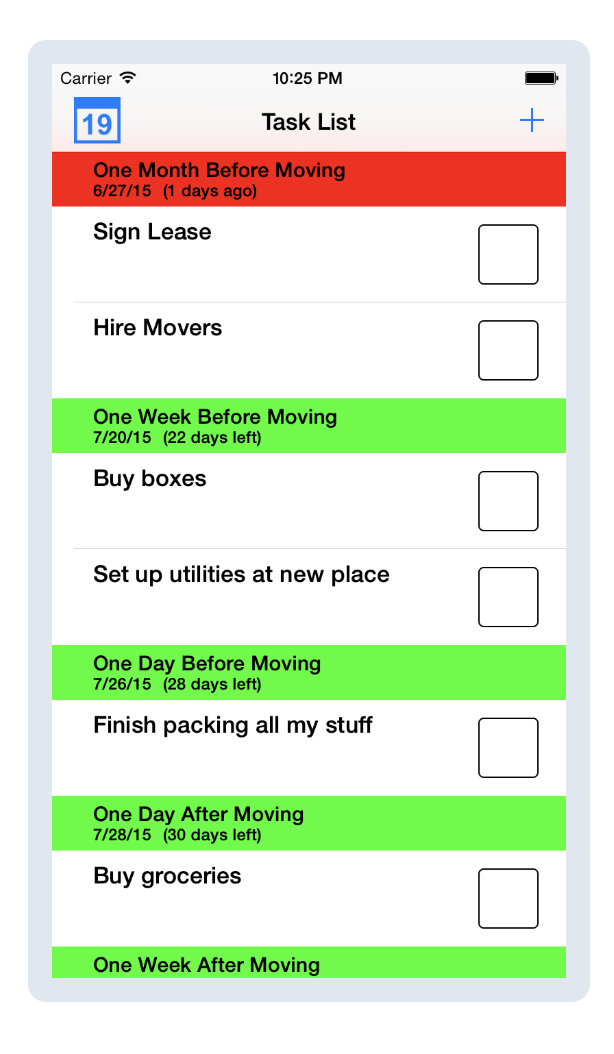 Carrier 10:25 PM
19 Task List +
One Month Before Moving
6/27/15 (1 days ago)
Sign Lease
Hire Movers
One Week Before Moving
7/20/15 (22 days left)
Buy boxes
Set up utilities at new place
One Day Before Moving
7/26/15 (28 days left)
Finish packing all my stuff
One Day After Moving
7/28/15 (30 days left)
Buy groceries
One Week After Moving